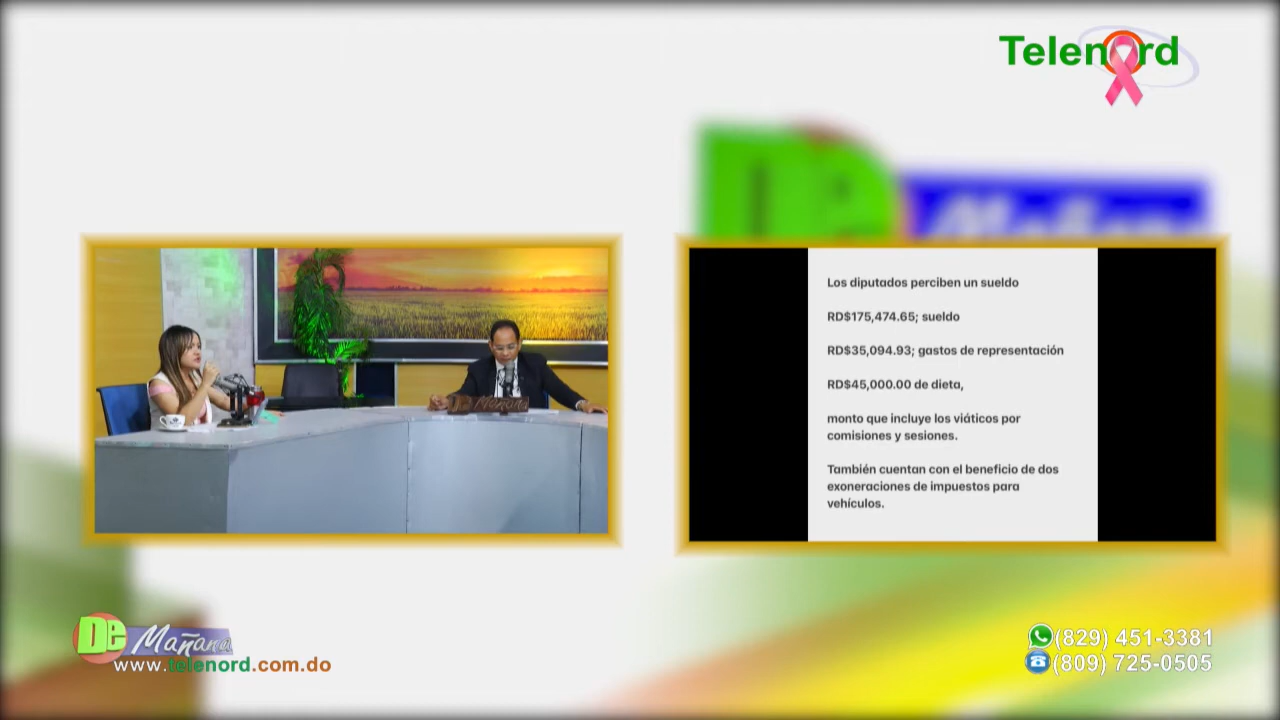 Telenord
De
Los diputados perciben un sueldo
RD$175,474.65; sueldo
RD$35,094.93; gastos de representación
RD$45,000.00 de dieta,
monto que incluye los viáticos por
comisiones y sesiones.
También cuentan con el beneficio de dos
exoneraciones de impuestos para
vehículos.
Mañana
De Mañana
www.telenord.com.do
(829) 451-3381
(809) 725-0505